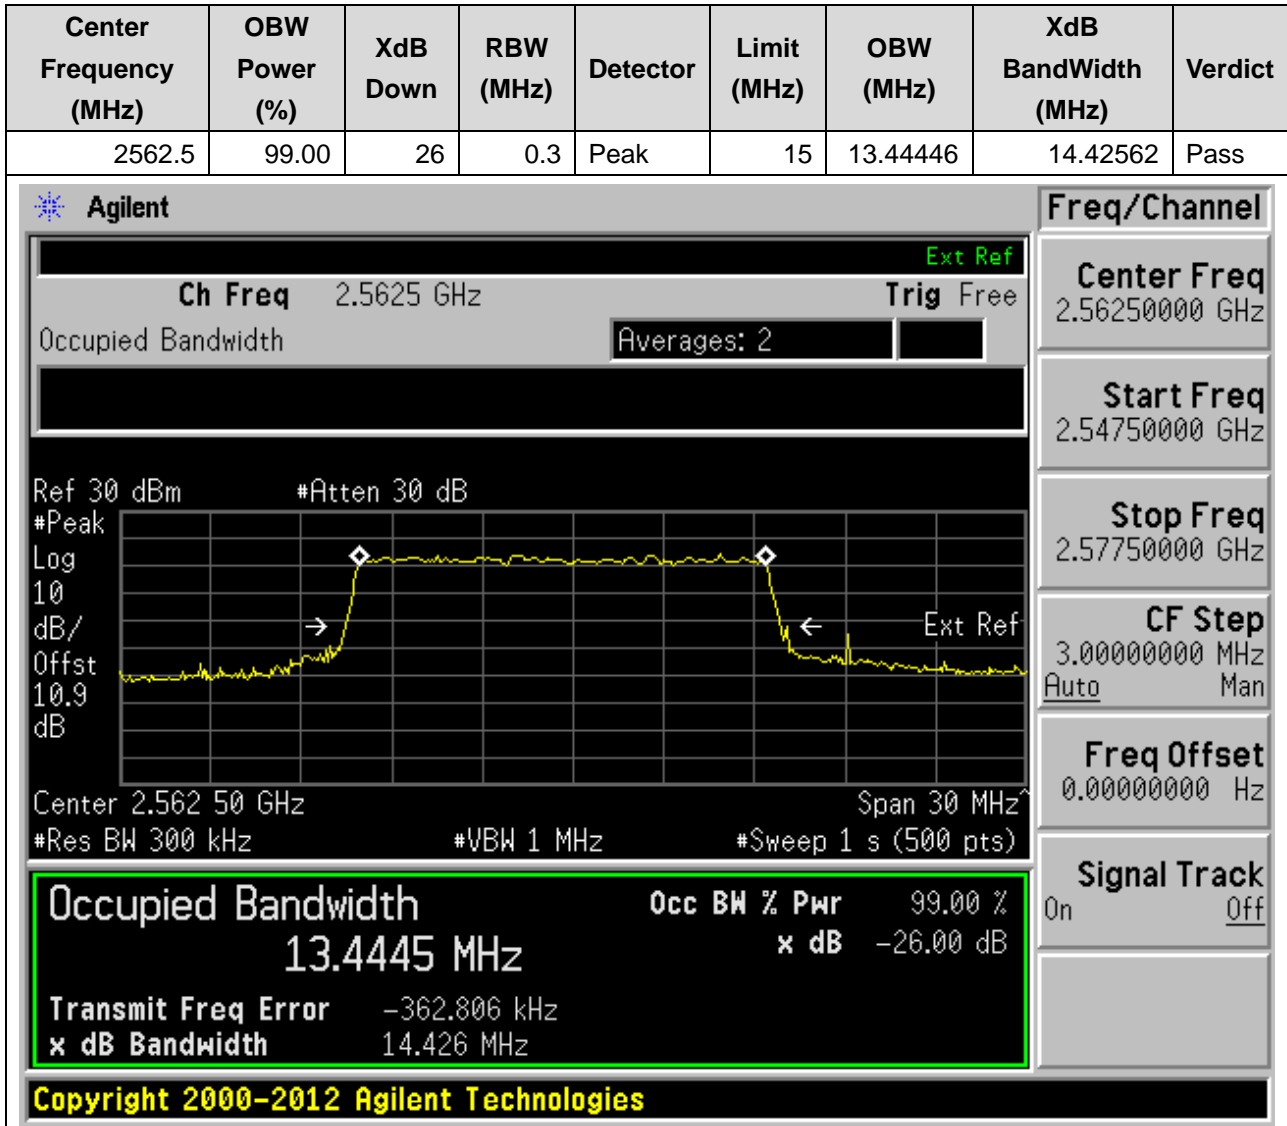 Center Frequency (MHz) OBW Power (%) XdB Down RBW (MHz) Detector Limit (MHz) OBW (MHz) XdB BandWidth (MHz) Verdict
2562.5 99.00 26 0.3 Peak 15 13.44446 14.42562 Pass
Agilent
Freq/Channel
Ext Ref
Ch Freq 2.5625 GHz Trig Free
Occupied Bandwidth Averages: 2
Center Freq
2.56250000 GHz
Start Freq
2.54750000 GHz
Stop Freq
2.57750000 GHz
CF Step
3.00000000 MHz
Auto Man
Freq Offset
0.00000000 Hz
Signal Track
On Off
Ref 30 dBm #Atten 30 dB
#Peak
Log
10
dB/
Offst
10.9
dB
Ext Ref
Center 2.562 50 GHz Span 30 MHz^
#Res BW 300 kHz #VBW 1 MHz #Sweep 1 s (500 pts)
Occupied Bandwidth Occ BW % Pwr 99.00 %
13.4445 MHz x dB -26.00 dB
Transmit Freq Error -362.806 kHz
x dB Bandwidth 14.426 MHz
Copyright 2000-2012 Agilent Technologies